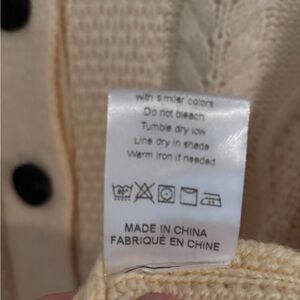 with similar colors
Do not bleach
Tumble dry low
Line dry in shade
Warm iron if needed
MADE IN CHINA
FABRIQUÉ EN CHINE